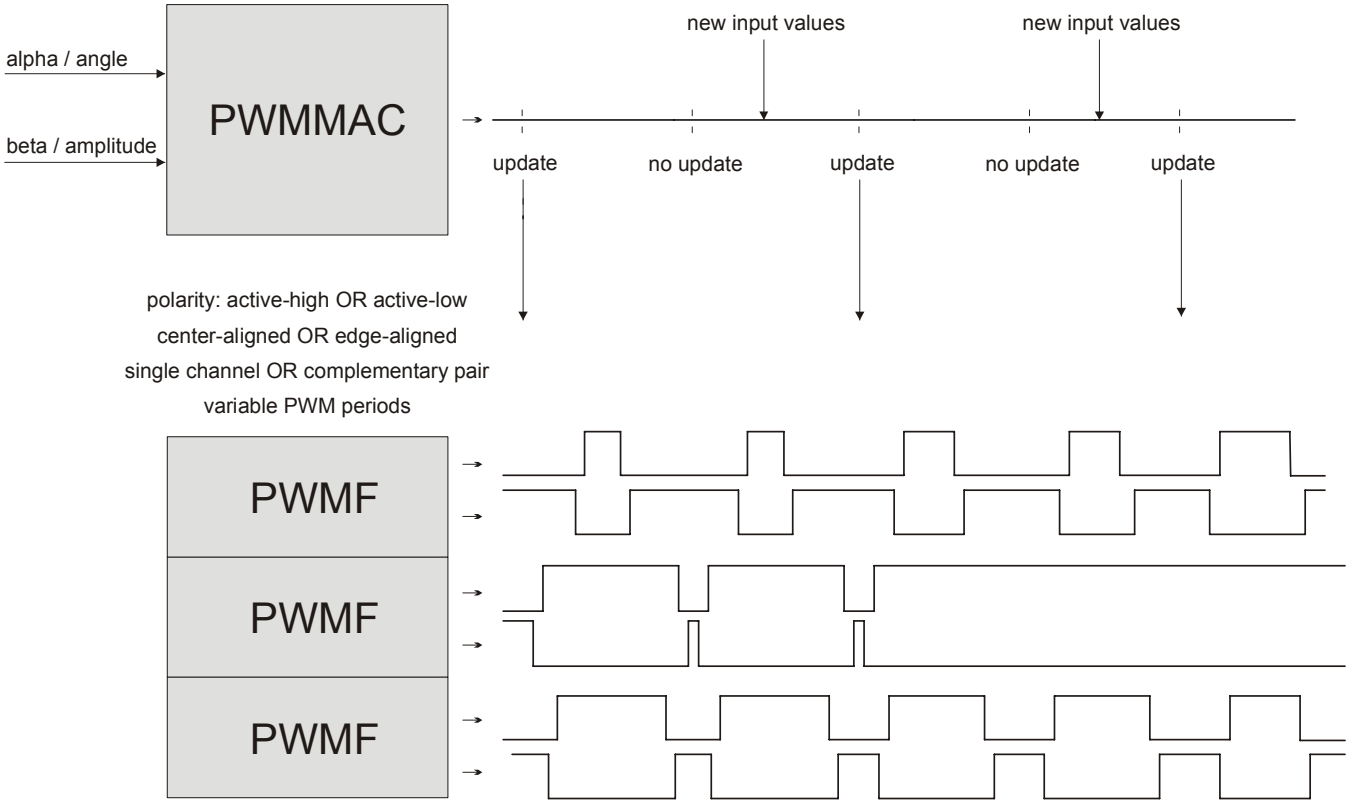 new input values
new input values
alpha / angle
PWMMAC
beta / amplitude
update
no update
update
no update
update
polarity: active-high OR active-low
center-aligned OR edge-aligned
single channel OR complementary pair
variable PWM periods
PWMF
PWMF
PWMF